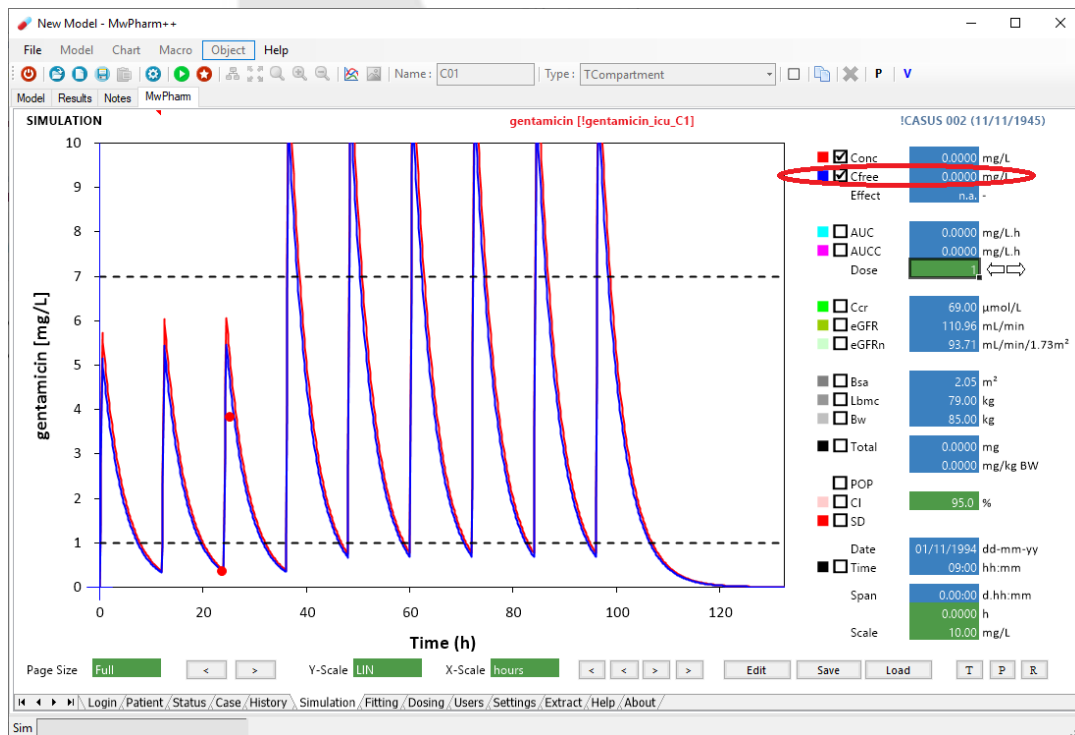 New Model - MwPharm++
File Model Chart Macro Object Help
Name : C01 Type : TCompartment P V
Model Results Notes MwPharm
SIMULATION gentamicin [!gentamicin_icu_C1] !CASUS 002 (11/11/1945)
10
9
8
7
6
5
4
3
2
1
0
gentamicin [mg/L]
0 20 40 60 80 100 120
Time (h)
Conc 0.0000 mg/L
Cfree 0.0000 mg/L
Effect n.a. -
AUC 0.0000 mg/L.h
AUCC 0.0000 mg/L.h
Dose 1
Ccr 69.00 µmol/L
eGFR 110.96 mL/min
eGFRn 93.71 mL/min/1.73m²
Bsa 2.05 m²
Lbmc 79.00 kg
Bw 85.00 kg
Total 0.0000 mg
0.0000 mg/kg BW
POP
CI 95.0 %
SD
Date 01/11/1994 dd-mm-yy
Time 09:00 hh:mm
Span 0.00:00 d.hh:mm
0.0000 h
Scale 10.00 mg/L
Page Size Full < > Y-Scale LIN X-Scale hours < < > > Edit Save Load T P R
Login / Patient / Status / Case / History / Simulation / Fitting / Dosing / Users / Settings / Extract / Help / About /
Sim